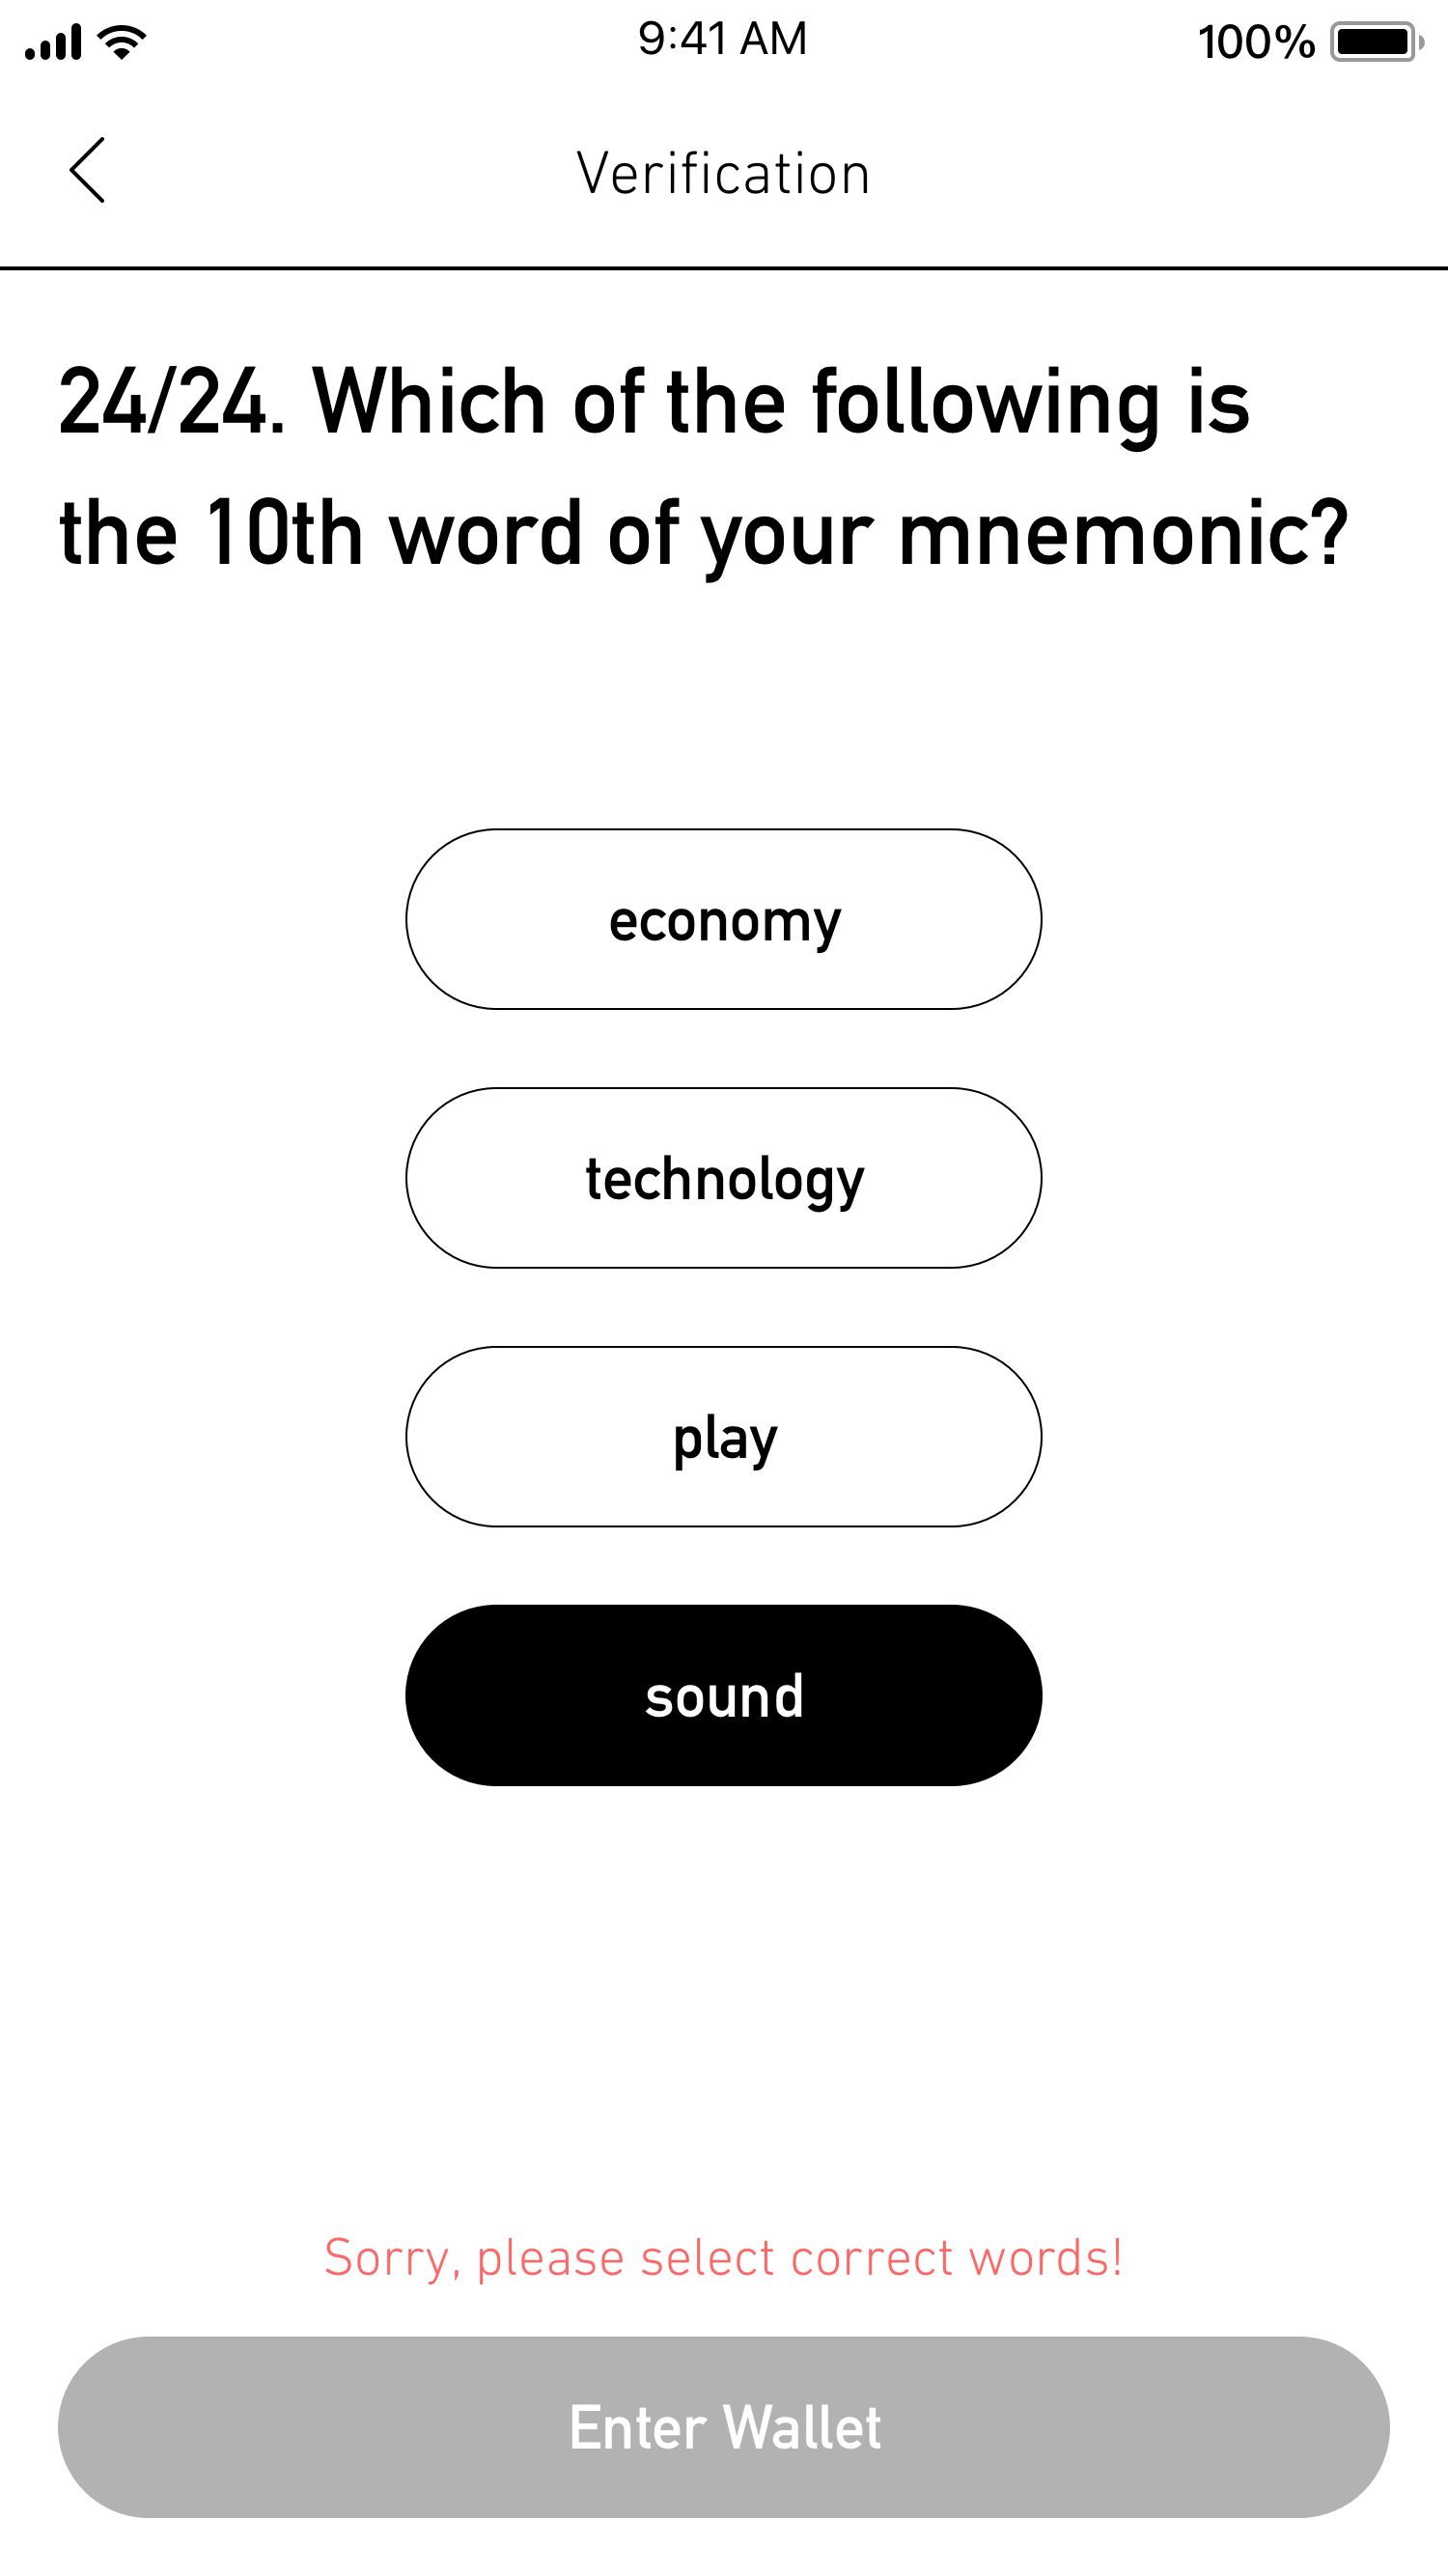 9:41 AM
100%
Verification
24/24. Which of the following is
the 10th word of your mnemonic?
economy
technology
play
sound
Sorry, please select correct words!
Enter Wallet